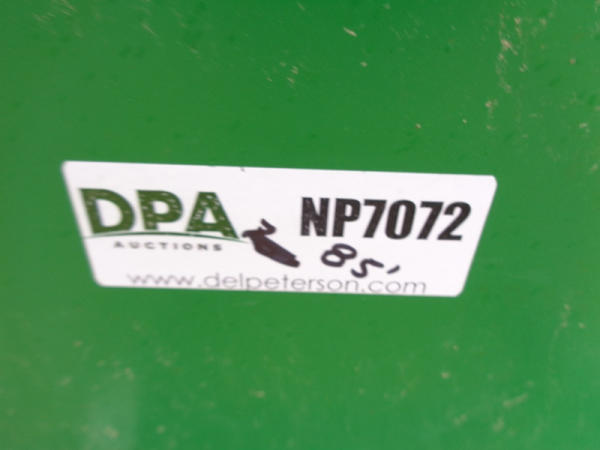 DPA NP7072
AUCTIONS 85'
www.delpeterson.com